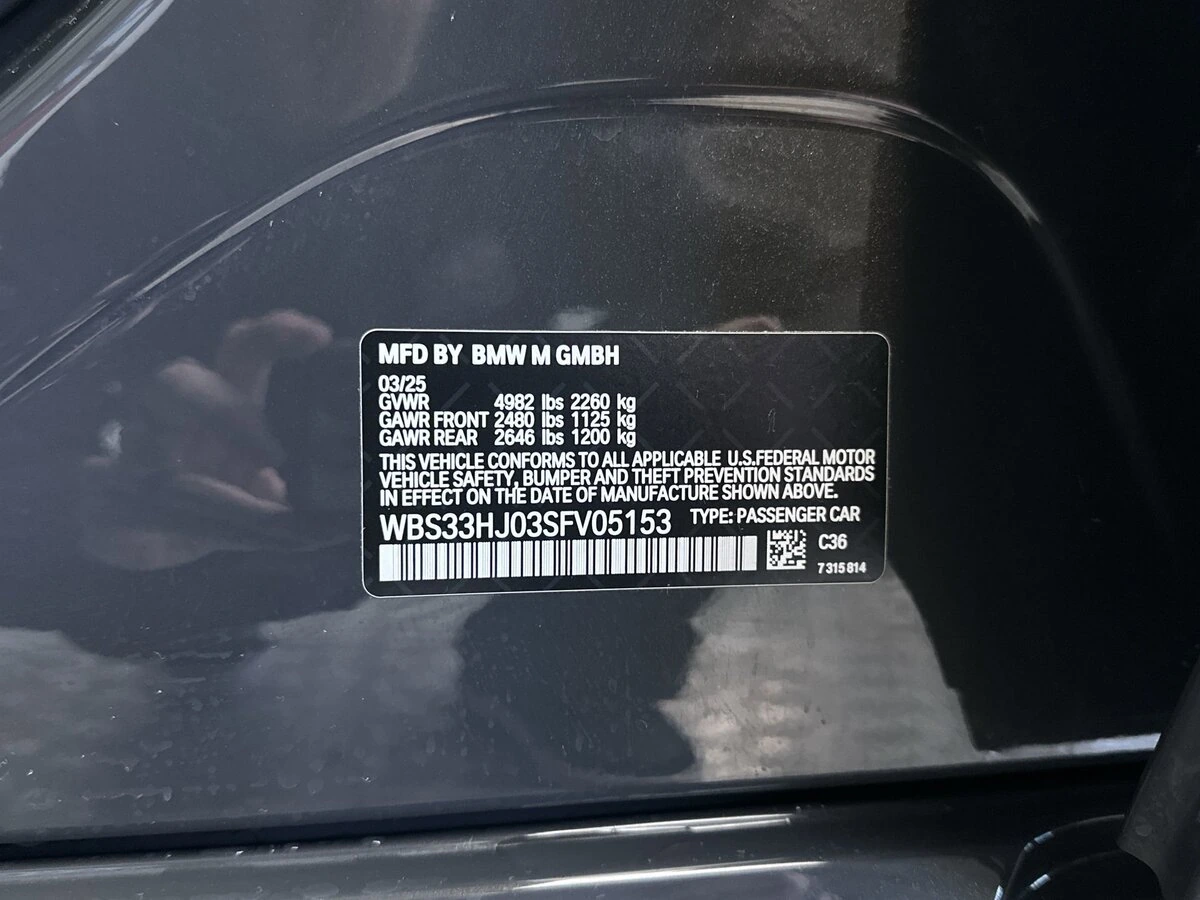 MFD BY BMW M GMBH
03/25
GVWR 4982 lbs 2260 kg
GAWR FRONT 2480 lbs 1125 kg
GAWR REAR 2646 lbs 1200 kg
THIS VEHICLE CONFORMS TO ALL APPLICABLE U.S.FEDERAL MOTOR
VEHICLE SAFETY, BUMPER AND THEFT PREVENTION STANDARDS
IN EFFECT ON THE DATE OF MANUFACTURE SHOWN ABOVE.
WBS33HJ03SFV05153 TYPE: PASSENGER CAR
C36
7 315 814